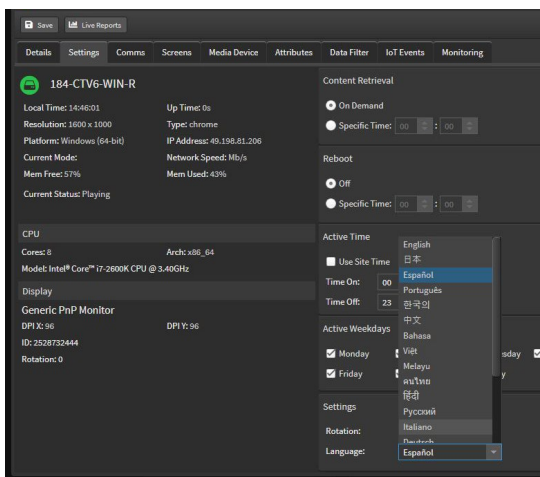 Save Live Reports
Details Settings Comms Screens Media Device Attributes Data Filter IoT Events Monitoring
184-CTV6-WIN-R
Local Time: 14:46:01 Up Time: 0s
Resolution: 1600 x 1000 Type: chrome
Platform: Windows (64-bit) IP Address: 49.198.81.206
Current Mode: Network Speed: Mb/s
Mem Free: 57% Mem Used: 43%
Current Status: Playing
CPU
Cores: 8 Arch: x86_64
Model: Intel® Core™ i7-2600K CPU @ 3.40GHz
Display
Generic PnP Monitor
DPI X: 96 DPI Y: 96
ID: 2528732444
Rotation: 0
Content Retrieval
On Demand
Specific Time: 00 : 00
Reboot
Off
Specific Time: 00 : 00
Active Time
Use Site Time
Time On: 00
Time Off: 23
Active Weekdays
Monday sday
Friday y
Settings
Rotation:
Language: Español
English
日本
Español
Português
한국의
中文
Bahasa
Việt
Melayu
คนไทย
हिंदी
Русский
Italiano
Deutsch